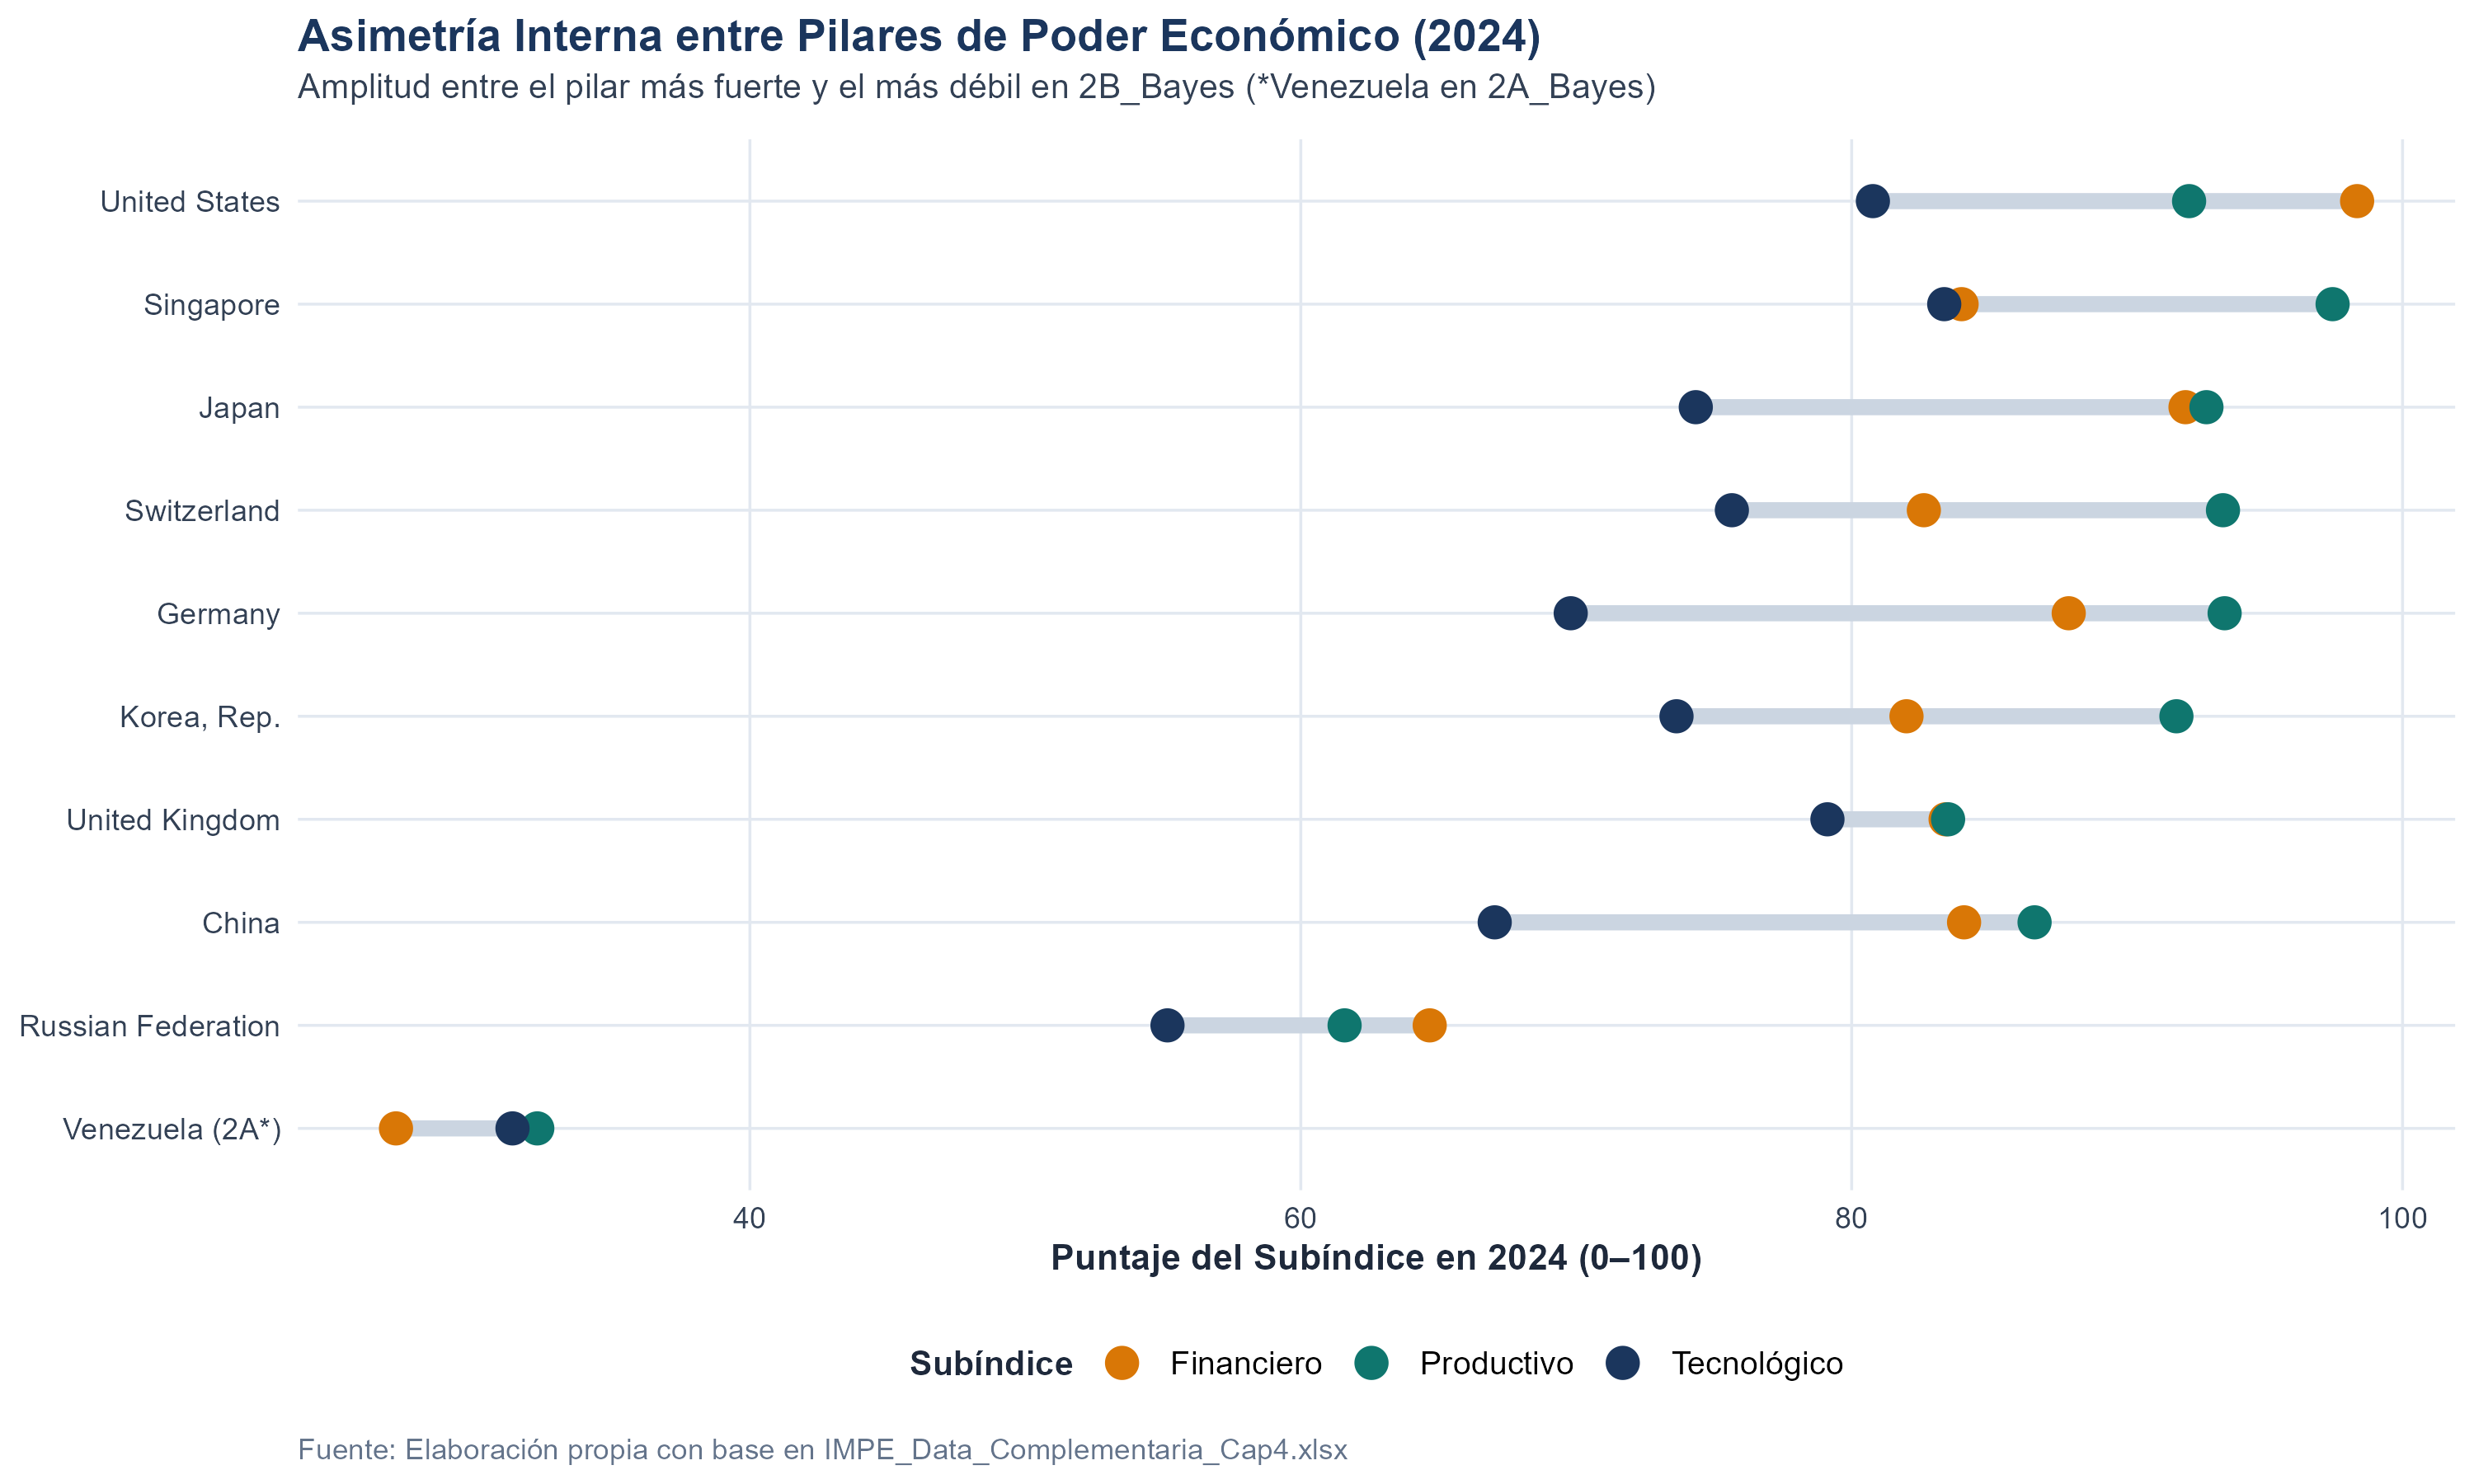 Asimetría Interna entre Pilares de Poder Económico (2024)
Amplitud entre el pilar más fuerte y el más débil en 2B_Bayes (*Venezuela en 2A_Bayes)
United States
Singapore
Japan
Switzerland
Germany
Korea, Rep.
United Kingdom
China
Russian Federation
Venezuela (2A*)
40 60 80 100
Puntaje del Subíndice en 2024 (0–100)
Subíndice Financiero Productivo Tecnológico
Fuente: Elaboración propia con base en IMPE_Data_Complementaria_Cap4.xlsx